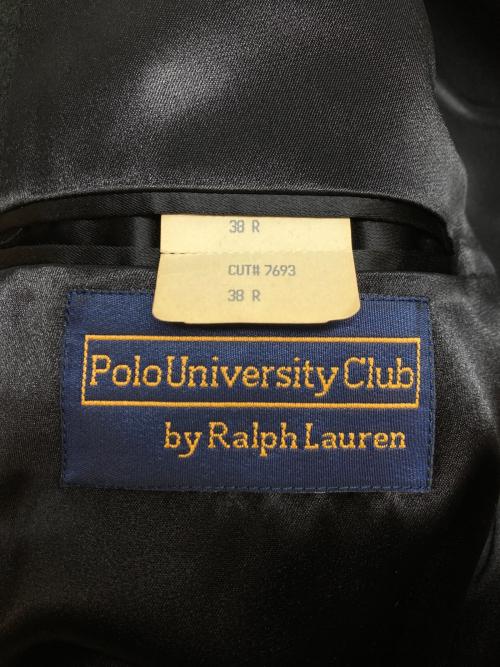 38 R
CUT# 7693
38 R
Polo University Club
by Ralph Lauren